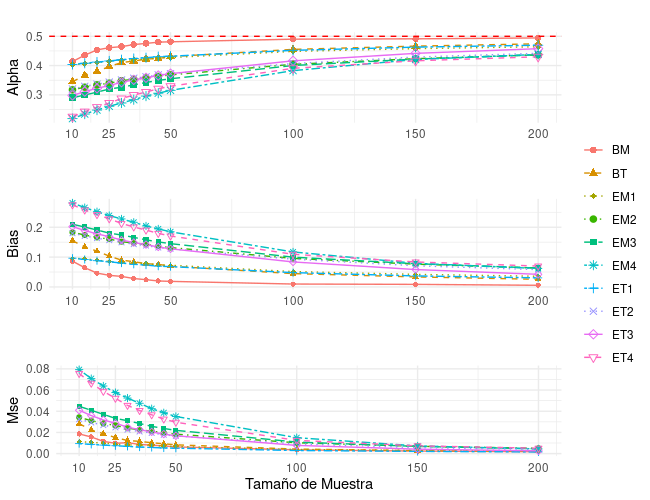 0.5
0.4
0.3
Alpha
10 25 50 100 150 200
0.2
0.1
0.0
Bias
10 25 50 100 150 200
0.08
0.06
0.04
0.02
0.00
Mse
10 25 50 100 150 200
Tamaño de Muestra
BM
BT
EM1
EM2
EM3
EM4
ET1
ET2
ET3
ET4